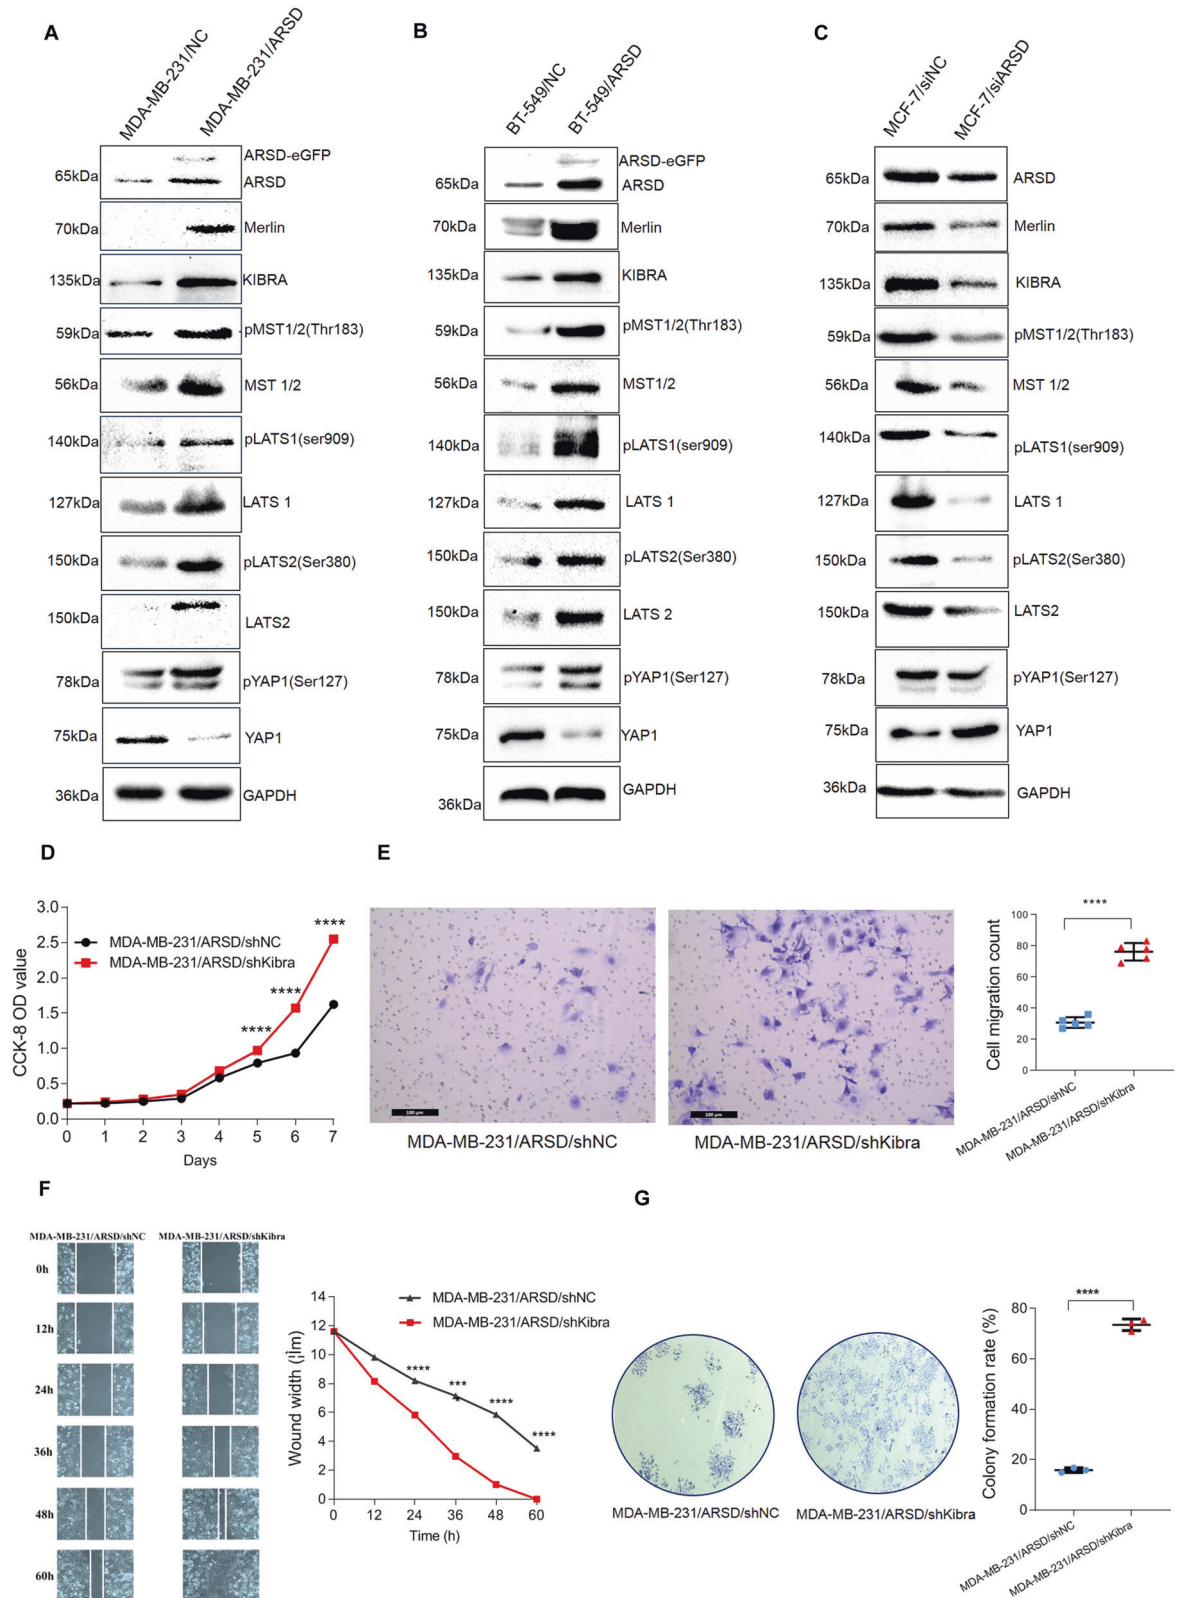 A
MDA-MB-231/NC
MDA-MB-231/ARSD
ARSD-eGFP
65kDa
ARSD
70kDa
Merlin
135kDa
KIBRA
59kDa
pMST1/2(Thr183)
56kDa
MST 1/2
140kDa
pLATS1(ser909)
127kDa
LATS 1
pLATS2(Ser380)
150kDa
150kDa
LATS2
78kDa
pYAP1(Ser127)
75kDa
YAP1
36kDa
GAPDH
B
BT-549/NC
BT-549/ARSD
ARSD-eGFP
65kDa
ARSD
70kDa
Merlin
135kDa
KIBRA
59kDa
pMST1/2(Thr183)
56kDa
MST1/2
140kDa
pLATS1(ser909)
127kDa
LATS 1
150kDa
pLATS2(Ser380)
150kDa
LATS 2
78kDa
pYAP1(Ser127)
75kDa
YAP1
36kDa
GAPDH
C
MCF-7/siNC
MCF-7/siARSD
65kDa
ARSD
70kDa
Merlin
135kDa
KIBRA
59kDa
pMST1/2(Thr183)
56kDa
MST 1/2
140kDa
pLATS1(ser909)
127kDa
LATS 1
150kDa
pLATS2(Ser380)
150kDa
LATS2
78kDa
pYAP1(Ser127)
75kDa
YAP1
36kDa
GAPDH
D
CCK-8 OD value
3.0
2.5
2.0
1.5
1.0
0.5
0.0
MDA-MB-231/ARSD/shNC
MDA-MB-231/ARSD/shKibra
****
****
****
0 1 2 3 4 5 6 7
Days
E
100 μm
100 μm
MDA-MB-231/ARSD/shNC
MDA-MB-231/ARSD/shKibra
Cell migration count
100
80
60
40
20
0
****
MDA-MB-231/ARSD/shNC
MDA-MB-231/ARSD/shKibra
F
MDA-MB-231/ARSD/shNC
MDA-MB-231/ARSD/shKibra
0h
12h
24h
36h
48h
60h
Wound width (¦Ìm)
14
12
10
8
6
4
2
0
MDA-MB-231/ARSD/shNC
MDA-MB-231/ARSD/shKibra
****
***
****
****
0 12 24 36 48 60
Time (h)
G
MDA-MB-231/ARSD/shNC
MDA-MB-231/ARSD/shKibra
Colony formation rate (%)
80
60
40
20
0
****
MDA-MB-231/ARSD/shNC
MDA-MB-231/ARSD/shKibra